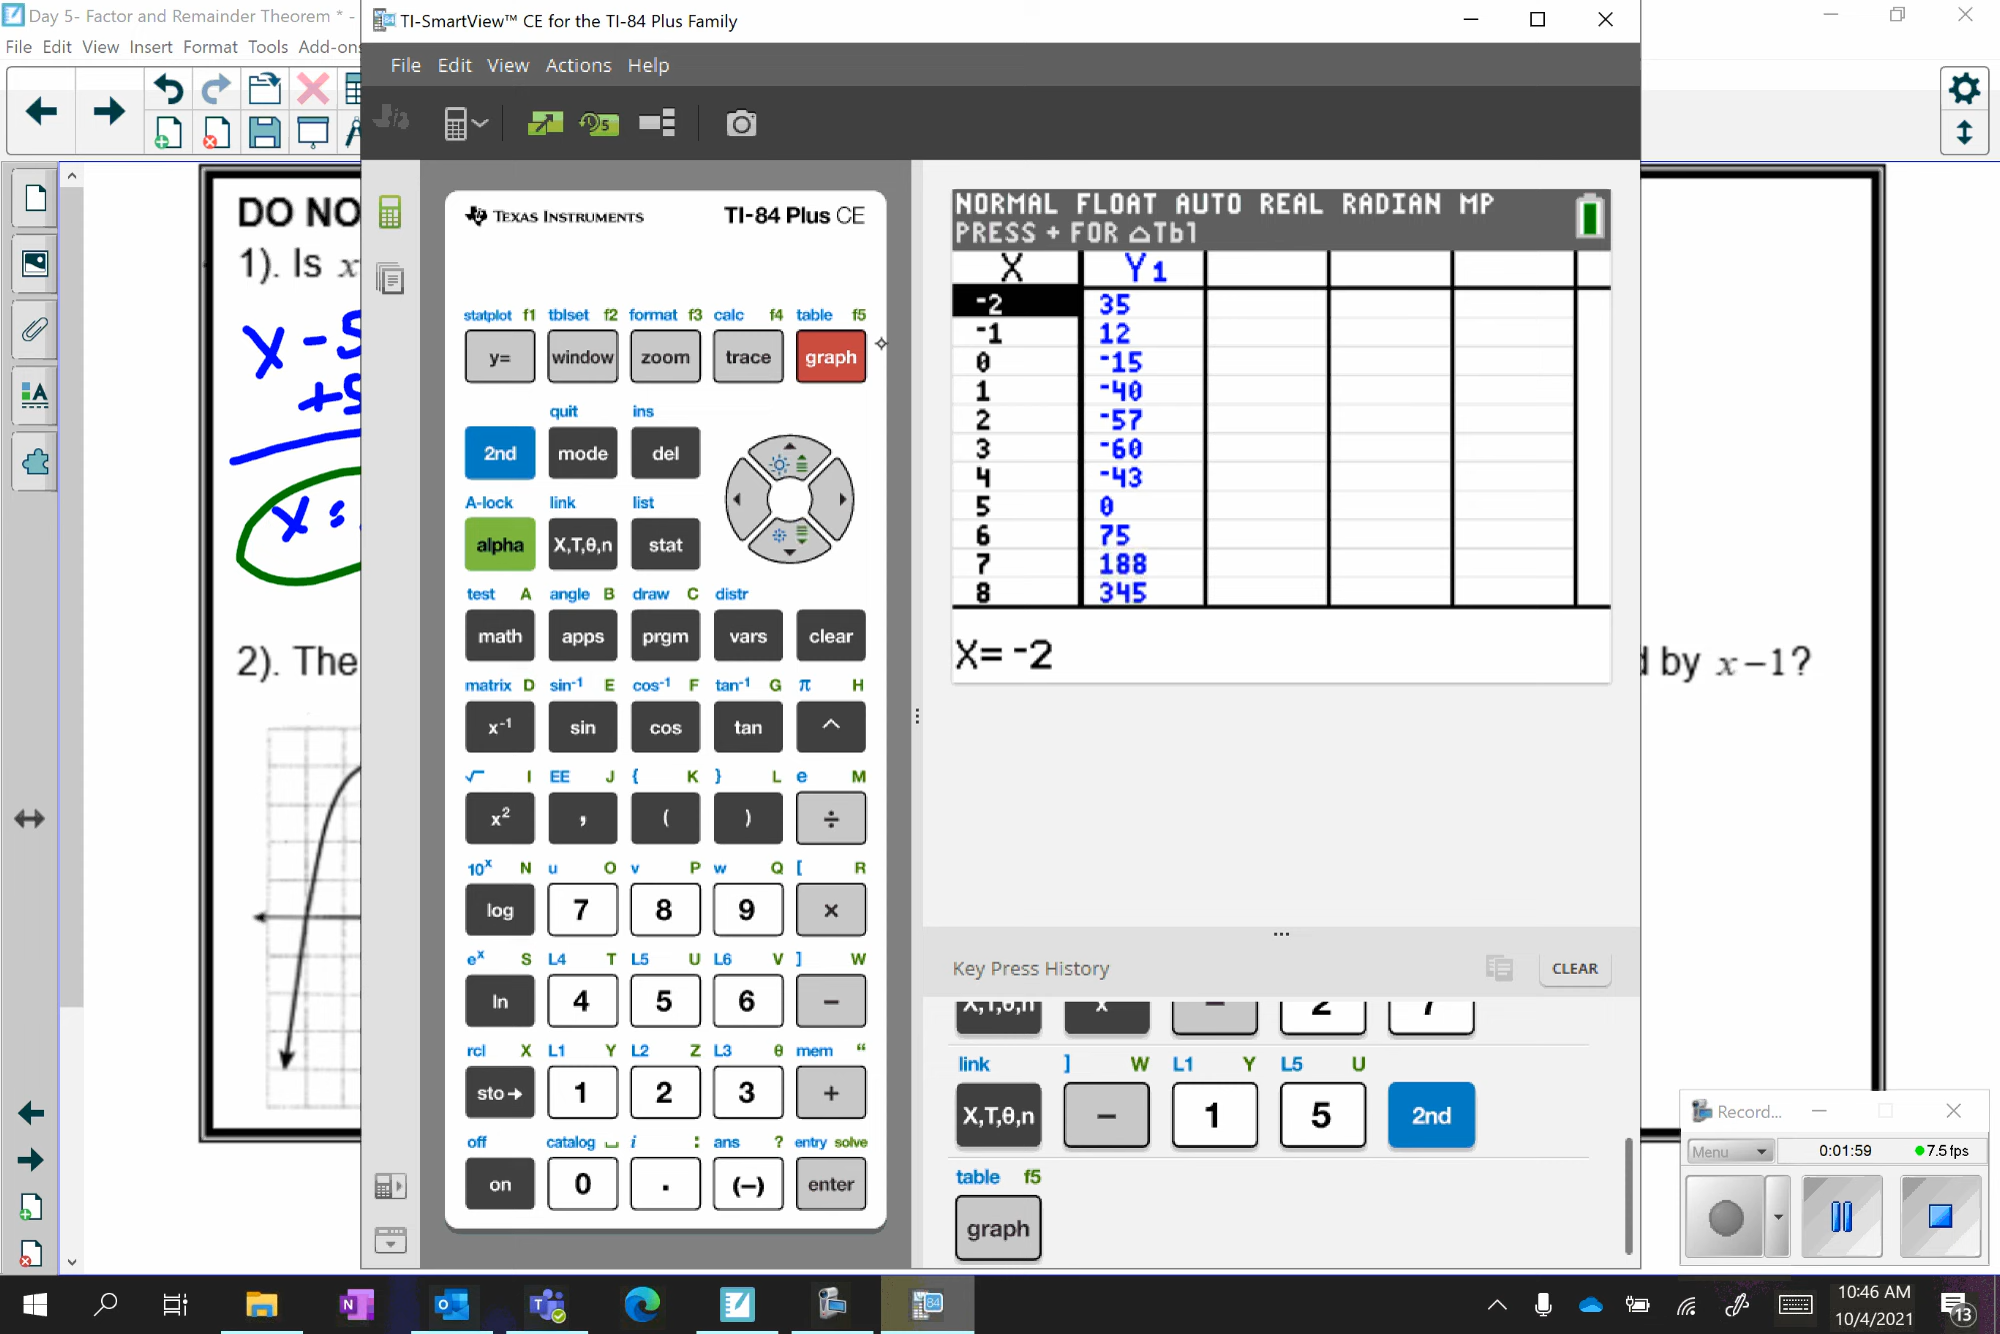 Day 5- Factor and Remainder Theorem * -
File Edit View Insert Format Tools Add-ons
TI-SmartView™ CE for the TI-84 Plus Family
File Edit View Actions Help
DO NO
1). Is x
x - 5
+5
x =
2). The
d by x–1?
TEXAS INSTRUMENTS TI-84 Plus CE
statplot f1 tblset f2 format f3 calc f4 table f5
y= window zoom trace graph
quit ins
2nd mode del
A-lock link list
alpha X,T,θ,n stat
test A angle B draw C distr
math apps prgm vars clear
matrix D sin-1 E cos-1 F tan-1 G π H
x-1 sin cos tan ^
√ I EE J { K } L e M
x2 , ( ) ÷
10x N u O v P w Q [ R
log 7 8 9 ×
ex S L4 T L5 U L6 V ] W
ln 4 5 6 –
rcl X L1 Y L2 Z L3 θ mem “
sto→ 1 2 3 +
off catalog ⎵ i : ans ? entry solve
on 0 . (–) enter
NORMAL FLOAT AUTO REAL RADIAN MP
PRESS + FOR △Tbl
X Y1
-2 35
-1 12
0 -15
1 -40
2 -57
3 -60
4 -43
5 0
6 75
7 188
8 345
X= -2
Key Press History CLEAR
X,T,θ,n x – 2 7
link ] W L1 Y L5 U
X,T,θ,n – 1 5 2nd
table f5
graph
Record...
Menu 0:01:59 7.5 fps
10:46 AM
10/4/2021
13